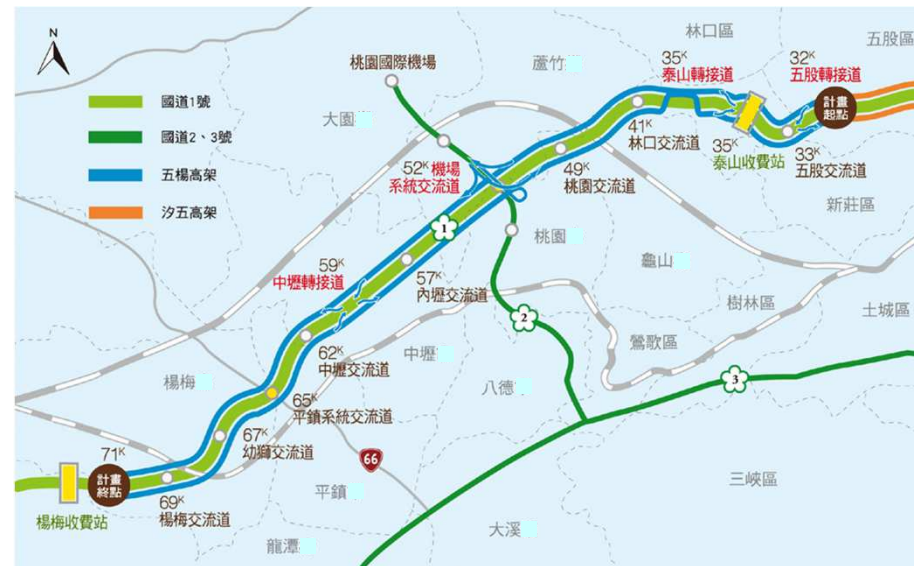 N
國道1號
國道2、3號
五楊高架
汐五高架
桃園國際機場
蘆竹
大園
林口區
五股區
35K
泰山轉接道
32K
五股轉接道
計畫
起點
41K
林口交流道
35K
泰山收費站
33K
五股交流道
新莊區
52K 機場
系統交流道
49K
桃園交流道
1
桃園
龜山
59K
中壢轉接道
57K
內壢交流道
樹林區
土城區
2
鶯歌區
62K
中壢交流道
中壢
八德
3
楊梅
65K
平鎮系統交流道
67K
幼獅交流道
66
71K
計畫
終點
69K
楊梅交流道
楊梅收費站
平鎮
三峽區
大溪
龍潭